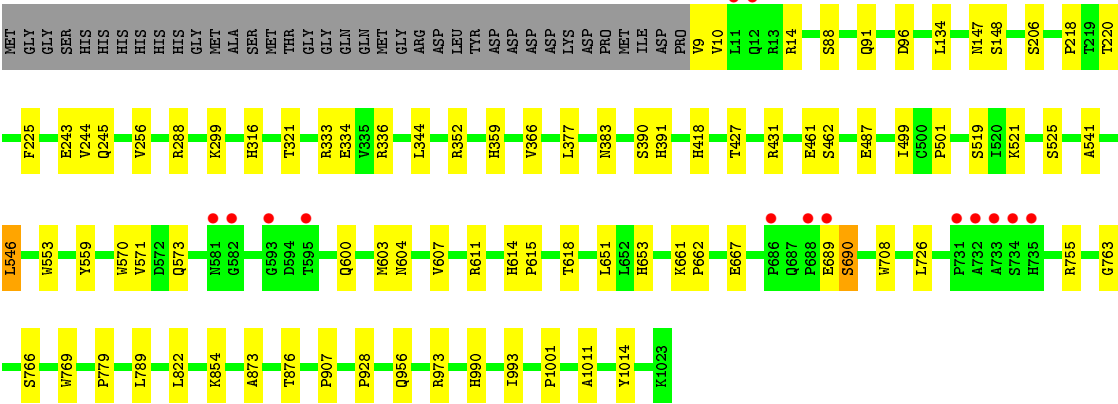 MET GLY GLY SER HIS HIS HIS HIS HIS HIS GLY MET ALA SER MET THR GLY GLY GLN GLN MET GLY ARG ASP LEU TYR ASP ASP ASP ASP LYS ASP PRO MET ILE ASP PRO V9 V10 L11 Q12 R13 R14 S88 Q91 D96 L134 N147 S148 S206 P218 T219 T220
F225 E243 V244 Q245 V256 R288 K299 H316 T321 R333 E334 V335 R336 L344 R352 H359 V366 L377 N383 S390 H391 H418 T427 R431 E461 S462 E487 I499 C500 P501 S519 I520 K521 S525 A541
L546 W553 Y559 W570 V571 D572 Q573 N581 G582 G593 D594 T595 Q600 M603 N604 V607 R611 H614 P615 T618 L651 L652 H653 K661 P662 E667 P686 Q687 P688 E689 S690 W708 L726 P731 A732 A733 S734 H735 R755 G763
S766 W769 P779 L789 L822 K854 A873 T876 P907 P928 Q956 R973 H990 I993 P1001 A1011 Y1014 K1023